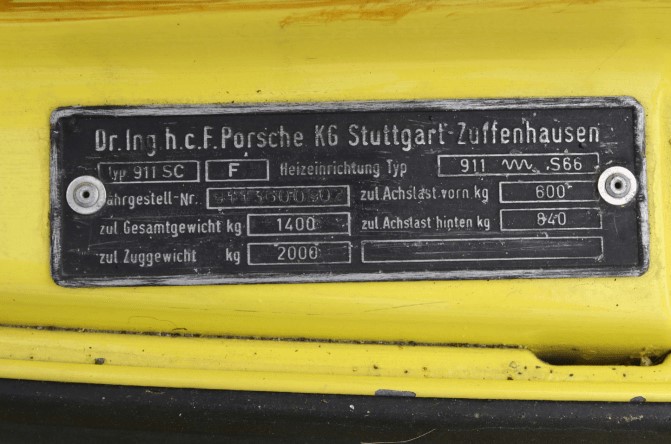 Dr.Ing.h.c.F.Porsche KG Stuttgart-Zuffenhausen
Typ 911 SC F Heizeinrichtung Typ 911 S66
Fahrgestell-Nr. zul.Achslast vorn kg 600
zul. Gesamtgewicht kg 1400 zul.Achslast hinten kg 840
zul. Zuggewicht kg 2000